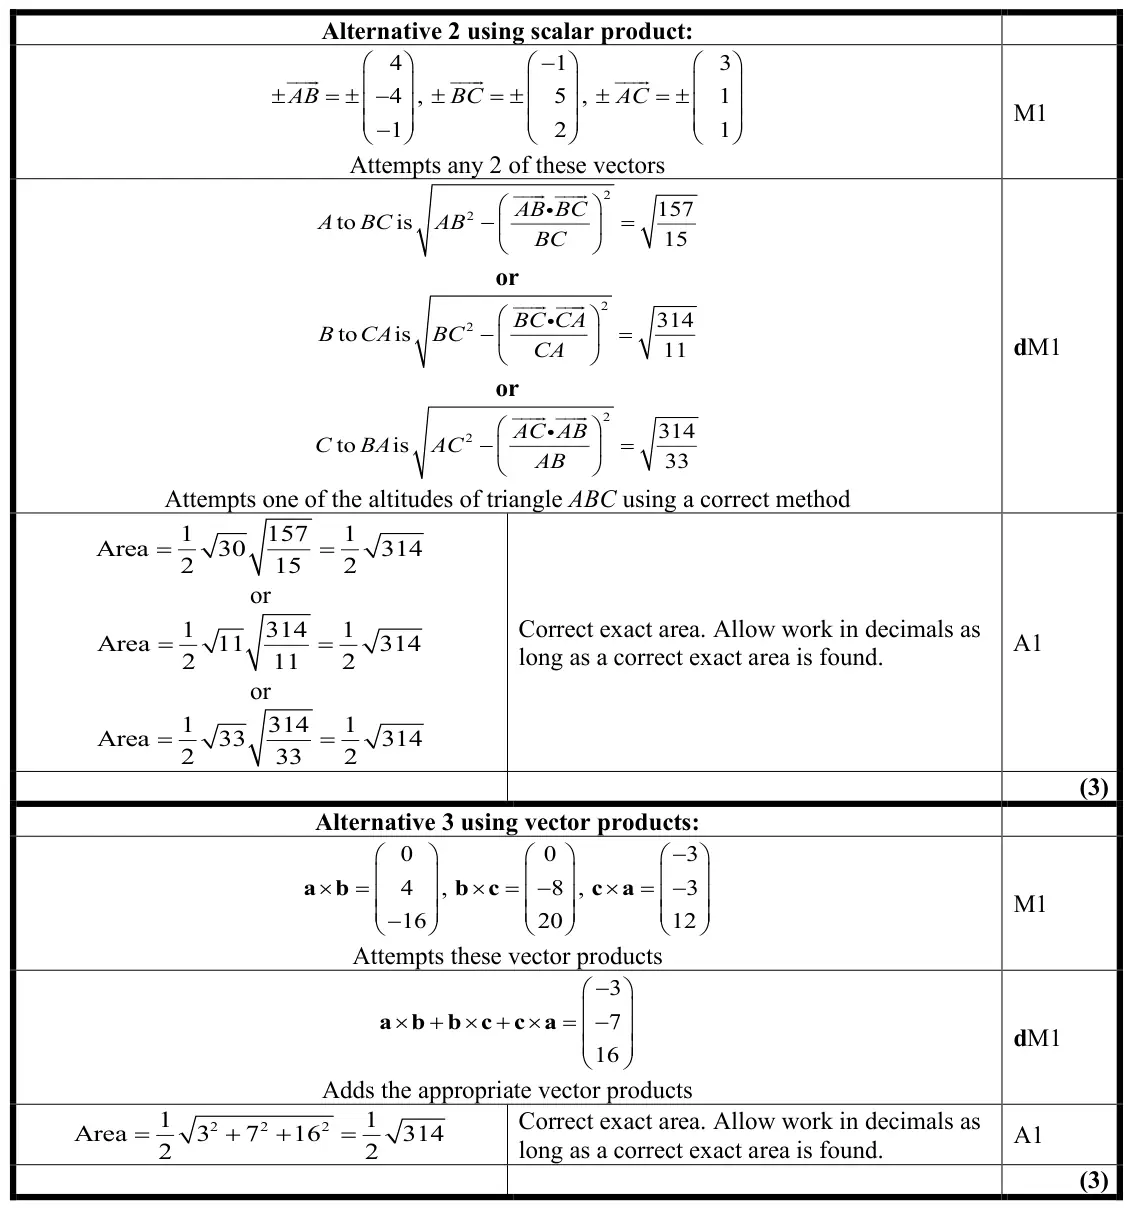 Alternative 2 using scalar product:
±AB = ±(4, −4, −1), ±BC = ±(−1, 5, 2), ±AC = ±(3, 1, 1)
M1
Attempts any 2 of these vectors
A to BC is √(AB² − ((AB•BC)/BC)²) = √(157/15)
or
B to CA is √(BC² − ((BC•CA)/CA)²) = √(314/11)
dM1
or
C to BA is √(AC² − ((AC•AB)/AB)²) = √(314/33)
Attempts one of the altitudes of triangle ABC using a correct method
Area = 1/2 √30 √(157/15) = 1/2 √314
or
Area = 1/2 √11 √(314/11) = 1/2 √314
or
Area = 1/2 √33 √(314/33) = 1/2 √314
Correct exact area. Allow work in decimals as
long as a correct exact area is found.
A1
(3)
Alternative 3 using vector products:
a × b = (0, 4, −16), b × c = (0, −8, 20), c × a = (−3, −3, 12)
M1
Attempts these vector products
a × b + b × c + c × a = (−3, −7, 16)
dM1
Adds the appropriate vector products
Area = 1/2 √(3² + 7² + 16²) = 1/2 √314
Correct exact area. Allow work in decimals as
long as a correct exact area is found.
A1
(3)